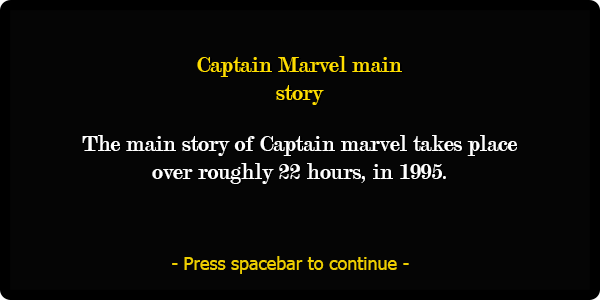 Captain Marvel main
story
The main story of Captain marvel takes place
over roughly 22 hours, in 1995.
- Press spacebar to continue -